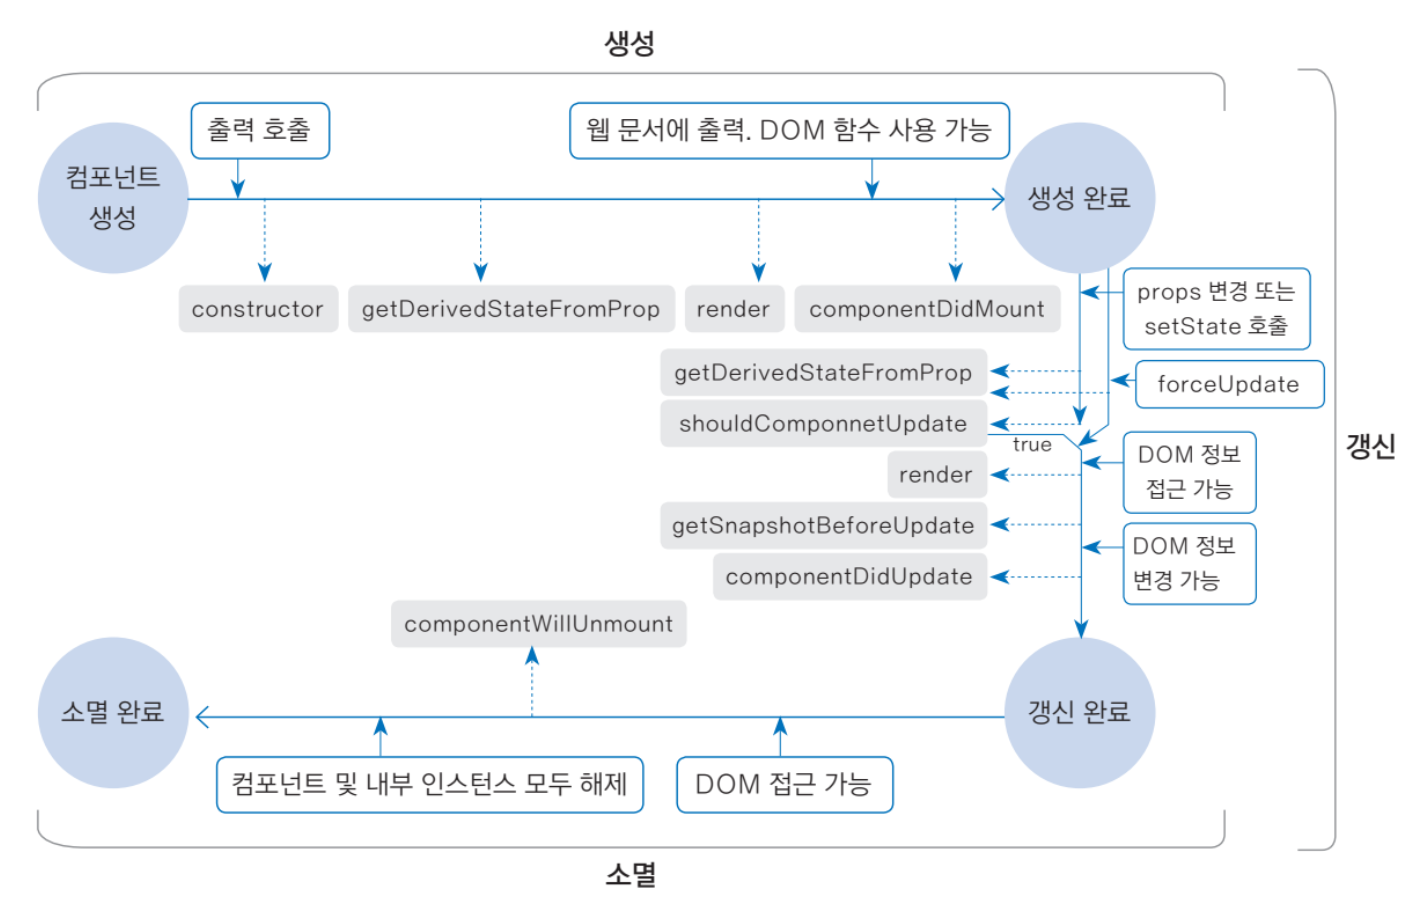 생성
출력 호출
웹 문서에 출력. DOM 함수 사용 가능
컴포넌트
생성
생성 완료
constructor
getDerivedStateFromProp
render
componentDidMount
props 변경 또는
setState 호출
getDerivedStateFromProp
forceUpdate
shouldComponnetUpdate
true
갱신
DOM 정보
접근 가능
render
getSnapshotBeforeUpdate
DOM 정보
변경 가능
componentDidUpdate
componentWillUnmount
소멸 완료
갱신 완료
컴포넌트 및 내부 인스턴스 모두 해제
DOM 접근 가능
소멸